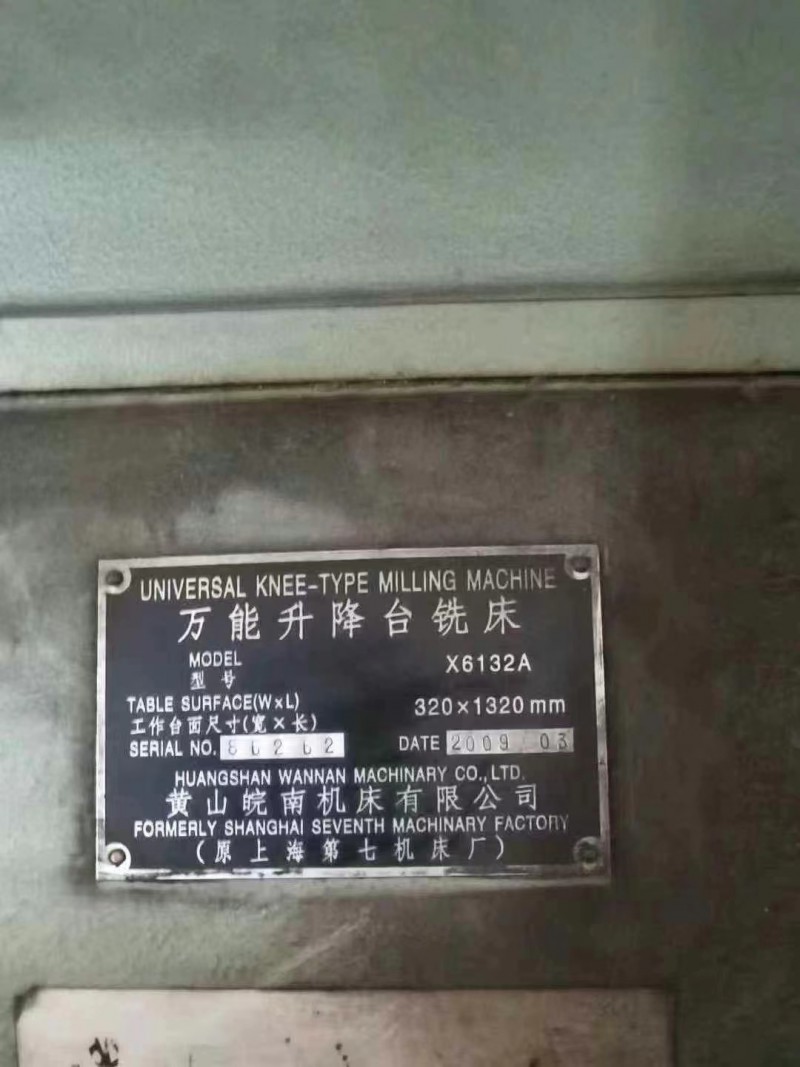 UNIVERSAL KNEE-TYPE MILLING MACHINE
万能升降台铣床
MODEL
型号 X6132A
TABLE SURFACE(W×L)
工作台面尺寸(宽×长) 320×1320mm
SERIAL NO. DATE 2009 03
HUANGSHAN WANNAN MACHINARY CO.,LTD.
黄山皖南机床有限公司
FORMERLY SHANGHAI SEVENTH MACHINARY FACTORY
(原上海第七机床厂)